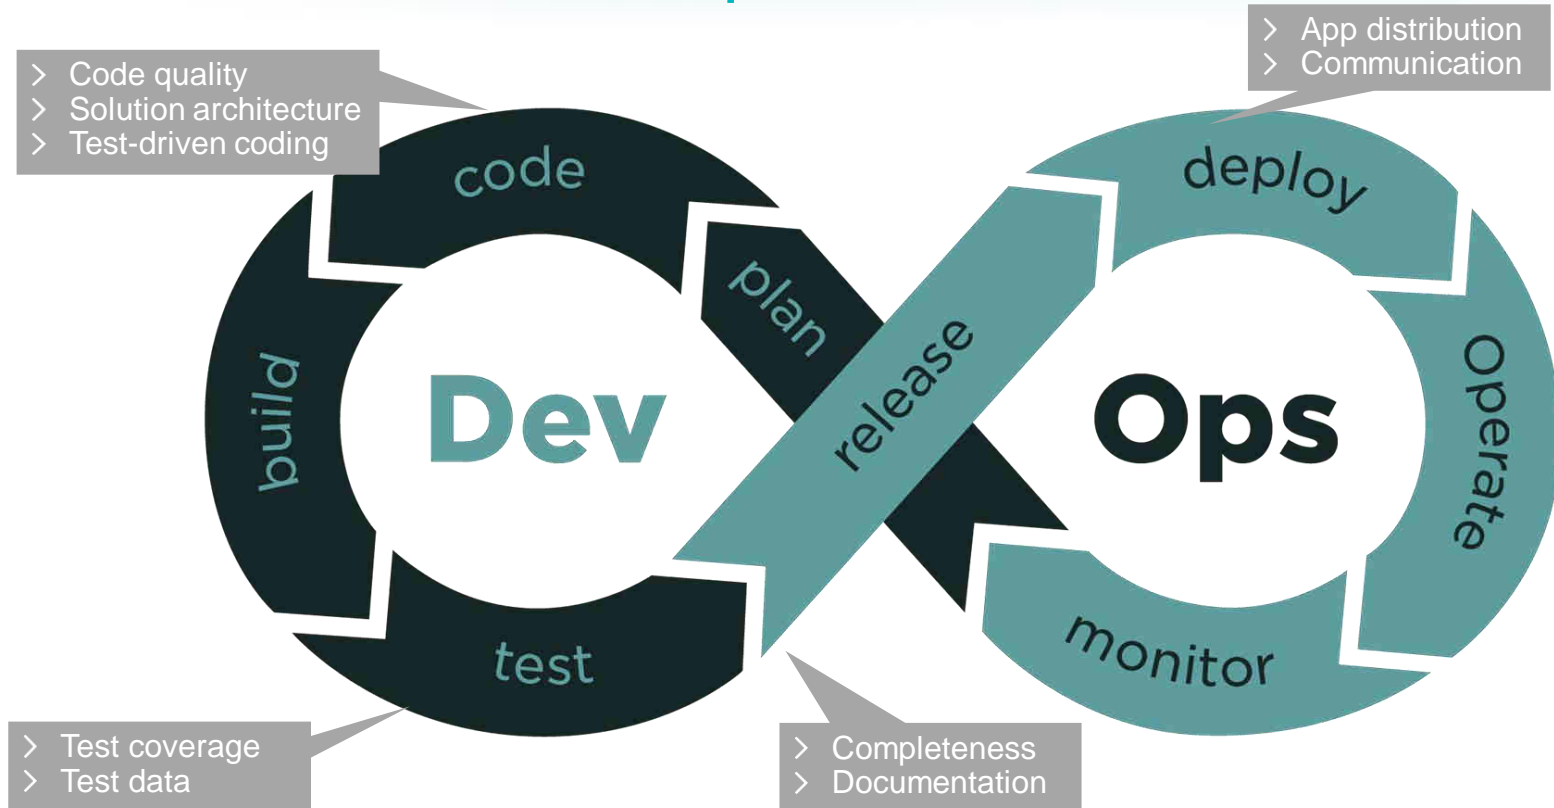 > App distribution
> Communication
> Code quality
> Solution architecture
> Test-driven coding
code
deploy
plan
release
build
Dev
Ops
Operate
test
monitor
> Test coverage
> Test data
> Completeness
> Documentation